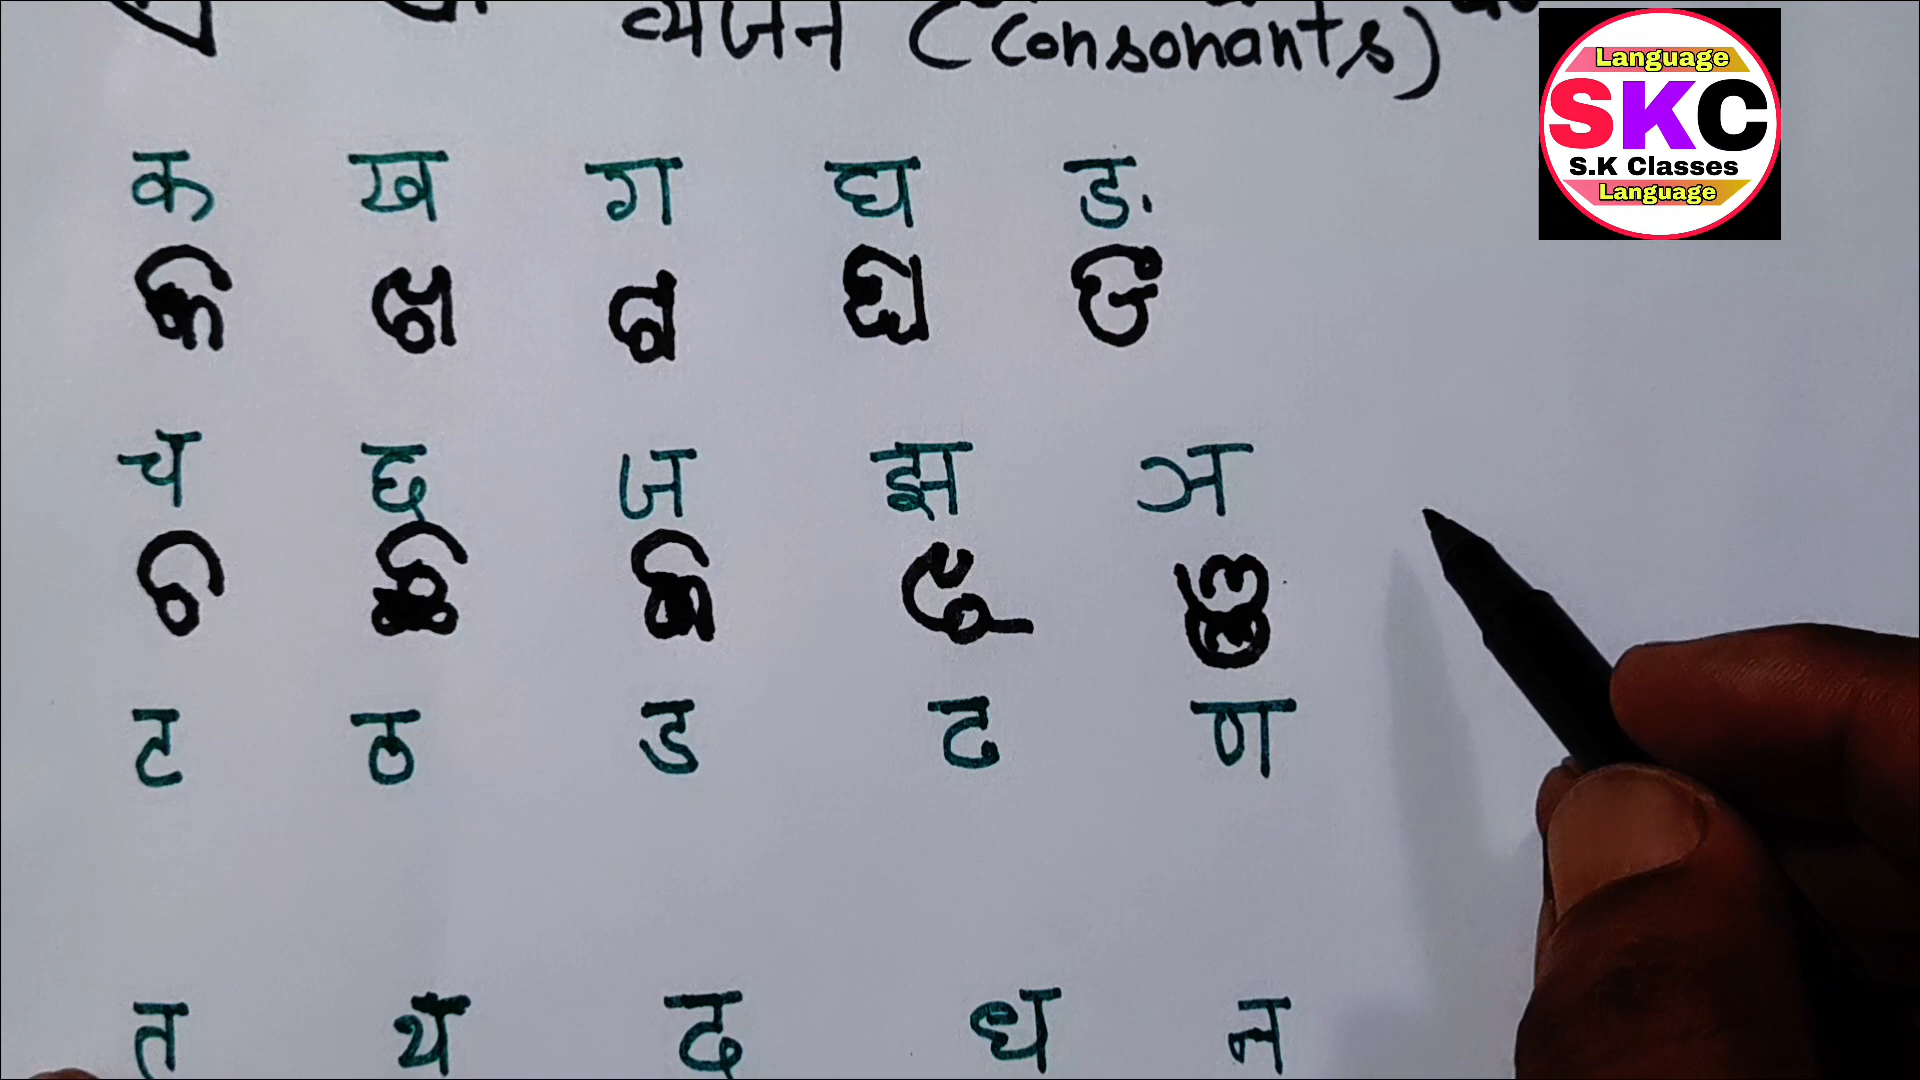 व्यंजन (Consonants)
Language
SKC
S.K Classes
Language
क ख ग घ ङ
କ ଖ ଗ ଘ ଙ
च छ ज झ ञ
ଚ ଛ ଜ ଝ ଞ
ट ठ ड ढ ण
त थ द ध न